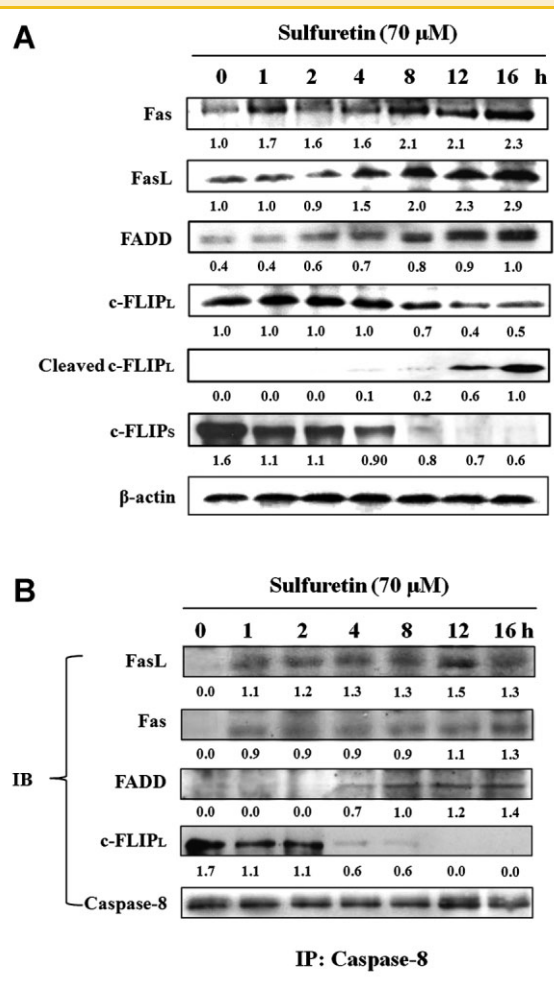 A
Sulfuretin (70 μM)
0 1 2 4 8 12 16 h
Fas
1.0 1.7 1.6 1.6 2.1 2.1 2.3
FasL
1.0 1.0 0.9 1.5 2.0 2.3 2.9
FADD
0.4 0.4 0.6 0.7 0.8 0.9 1.0
c-FLIPL
1.0 1.0 1.0 1.0 0.7 0.4 0.5
Cleaved c-FLIPL
0.0 0.0 0.0 0.1 0.2 0.6 1.0
c-FLIPS
1.6 1.1 1.1 0.90 0.8 0.7 0.6
β-actin
B
Sulfuretin (70 μM)
0 1 2 4 8 12 16 h
FasL
0.0 1.1 1.2 1.3 1.3 1.5 1.3
Fas
0.0 0.9 0.9 0.9 0.9 1.1 1.3
IB
FADD
0.0 0.0 0.0 0.7 1.0 1.2 1.4
c-FLIPL
1.7 1.1 1.1 0.6 0.6 0.0 0.0
Caspase-8
IP: Caspase-8